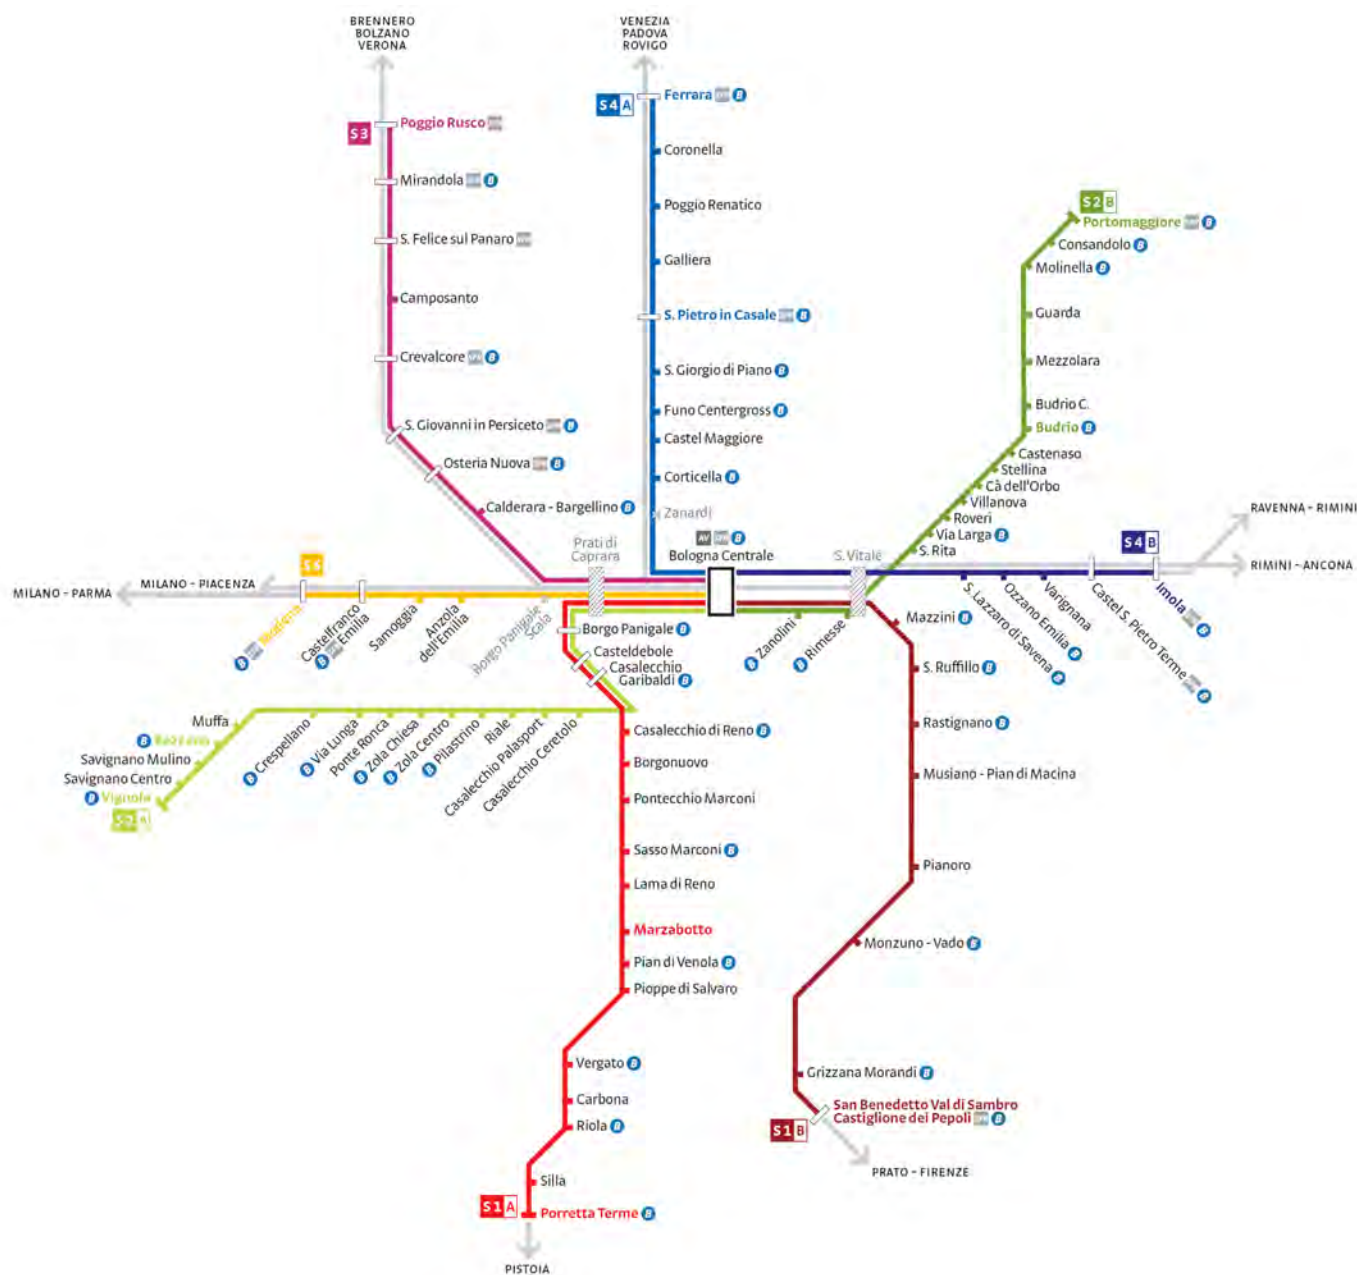 BRENNERO
BOLZANO
VERONA
VENEZIA
PADOVA
ROVIGO
S3
Poggio Rusco
Mirandola B
S. Felice sul Panaro
Camposanto
Crevalcore B
S. Giovanni in Persiceto B
Osteria Nuova B
Calderara - Bargellino B
S4 A
Ferrara B
Coronella
Poggio Renatico
Galliera
S. Pietro in Casale B
S. Giorgio di Piano B
Funo Centergross B
Castel Maggiore
Corticella B
Zanardi
AV B
Bologna Centrale
Prati di
Caprara
S. Vitale
S2 B
Portomaggiore B
Consandolo B
Molinella B
Guarda
Mezzolara
Budrio C.
Budrio B
Castenaso
Stellina
Cà dell'Orbo
Villanova
Roveri
Via Larga B
S. Rita
RAVENNA - RIMINI
RIMINI - ANCONA
S4 B
Imola B
Castel S. Pietro Terme B
Varignana
Ozzano Emilia B
S. Lazzaro di Savena B
MILANO - PARMA
MILANO - PIACENZA
B
Castelfranco
Emilia
B
Samoggia
Anzola
dell'Emilia
Borgo Panigale
Scala
Borgo Panigale B
Casteldebole
Casalecchio
Garibaldi B
B Zanolini
B Rimesse
Mazzini B
S. Ruffillo B
Rastignano B
Musiano - Pian di Macina
Pianoro
Monzuno - Vado B
Grizzana Morandi B
San Benedetto Val di Sambro
Castiglione dei Pepoli B
S1 B
PRATO - FIRENZE
Muffa
B Bazzano
Savignano Mulino
Savignano Centro
B Vignola
S2 A
B Crespellano
B Via Lunga
Ponte Ronca
B Zola Chiesa
B Zola Centro
B Pilastrino
Riale
Casalecchio Palasport
Casalecchio Ceretolo
Casalecchio di Reno B
Borgonuovo
Pontecchio Marconi
Sasso Marconi B
Lama di Reno
Marzabotto
Pian di Venola B
Pioppe di Salvaro
Vergato B
Carbona
Riola B
Silla
S1 A
Porretta Terme B
PISTOIA